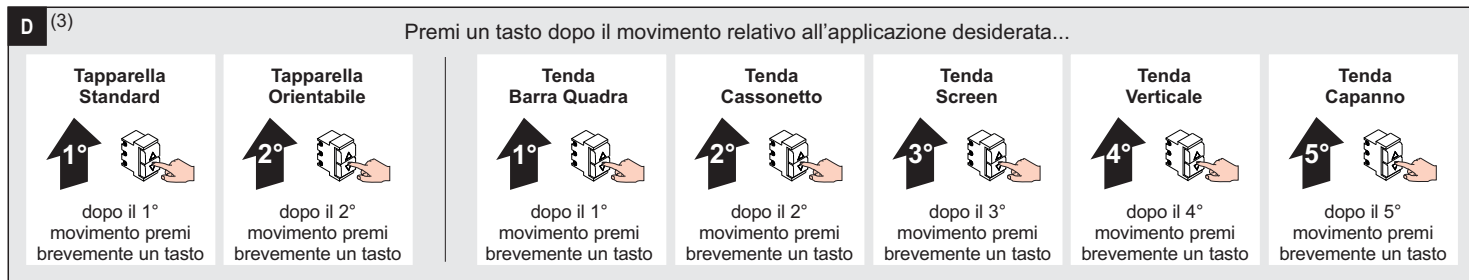 D (3)
Premi un tasto dopo il movimento relativo all'applicazione desiderata...
Tapparella
Standard
1°
dopo il 1°
movimento premi
brevemente un tasto
Tapparella
Orientabile
2°
dopo il 2°
movimento premi
brevemente un tasto
Tenda
Barra Quadra
1°
dopo il 1°
movimento premi
brevemente un tasto
Tenda
Cassonetto
2°
dopo il 2°
movimento premi
brevemente un tasto
Tenda
Screen
3°
dopo il 3°
movimento premi
brevemente un tasto
Tenda
Verticale
4°
dopo il 4°
movimento premi
brevemente un tasto
Tenda
Capanno
5°
dopo il 5°
movimento premi
brevemente un tasto